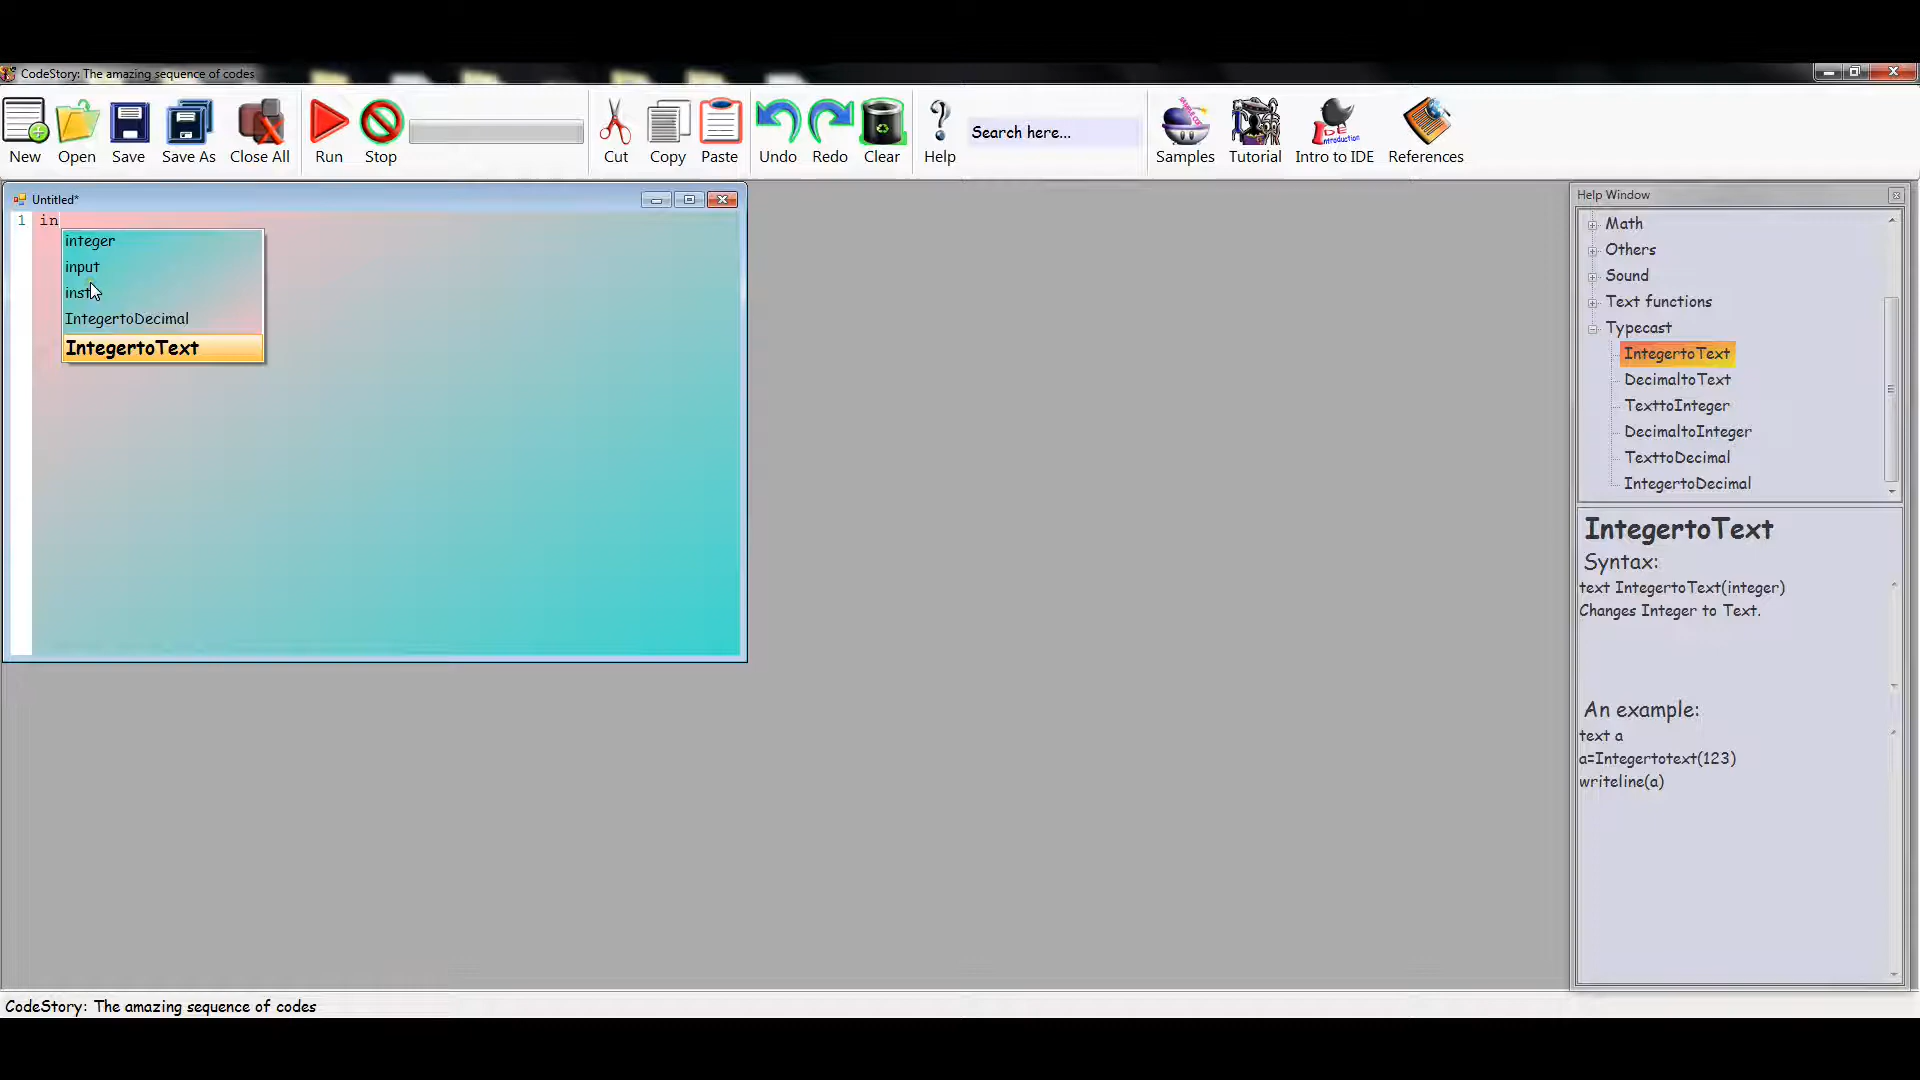 CodeStory: The amazing sequence of codes
New Open Save Save As Close All Run Stop Cut Copy Paste Undo Redo Clear Help Search here... Samples Tutorial Intro to IDE References
Untitled*
1 in
integer
input
IntegertoDecimal
IntegertoText
Help Window
Math
Others
Sound
Text functions
Typecast
IntegertoText
DecimaltoText
TexttoInteger
DecimaltoInteger
TexttoDecimal
IntegertoDecimal
IntegertoText
Syntax:
text IntegertoText(integer)
Changes Integer to Text.
An example:
text a
a=Integertotext(123)
writeline(a)
CodeStory: The amazing sequence of codes